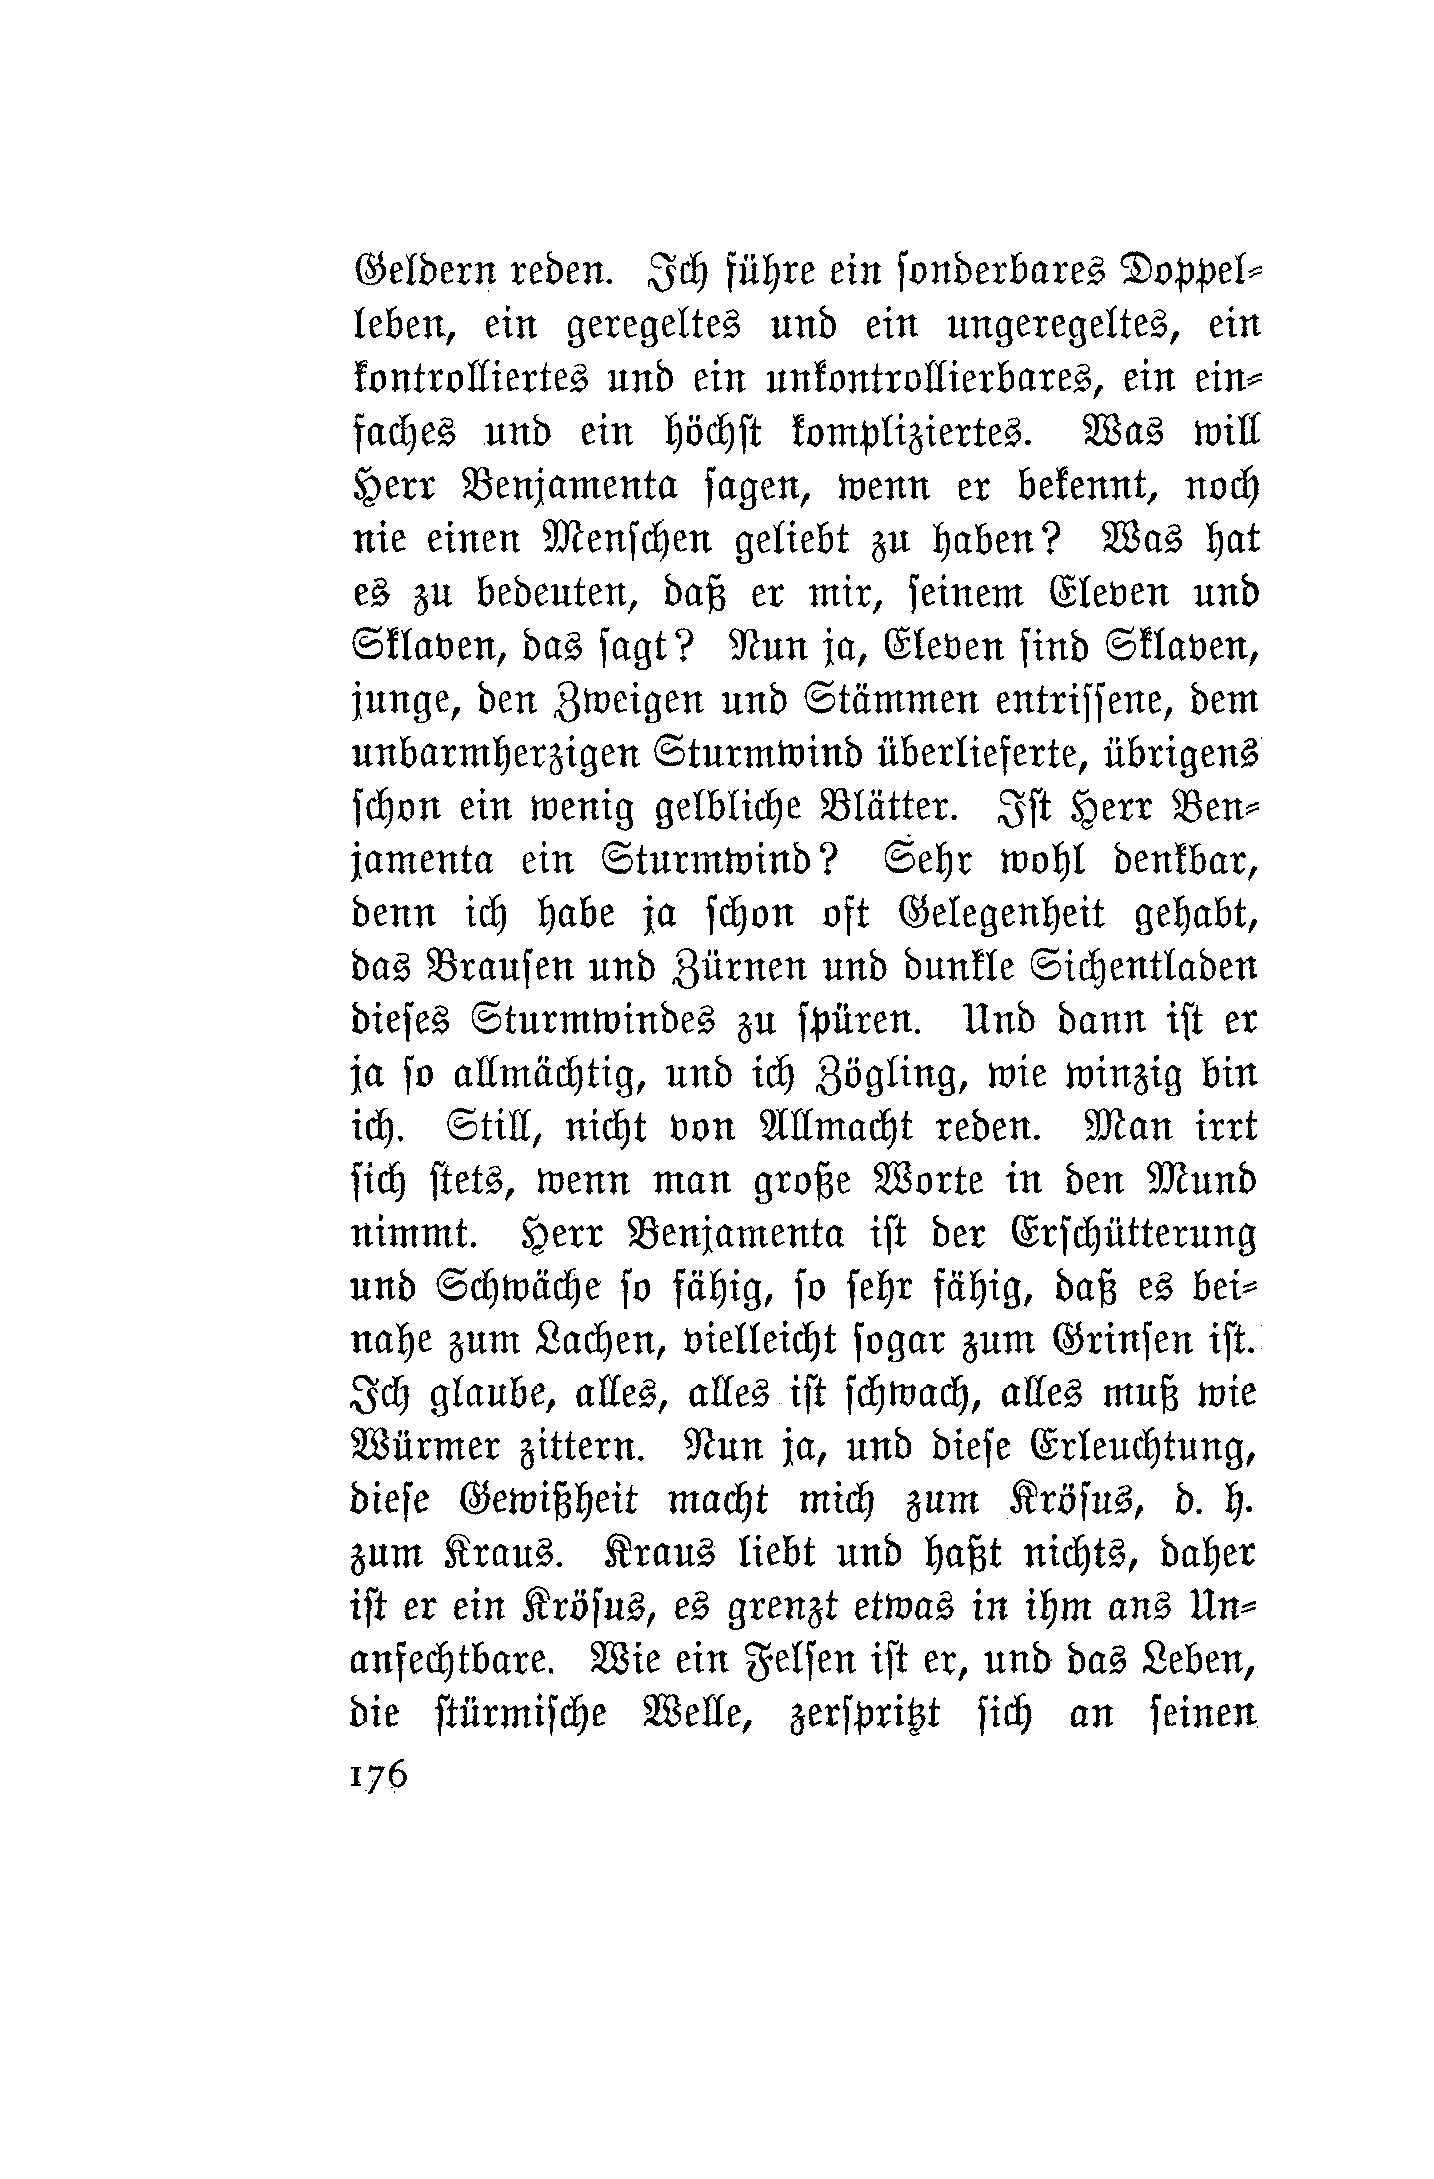 Geldern reden. Ich führe ein ſonderbares Doppel⸗
leben, ein geregeltes und ein ungeregeltes, ein
kontrolliertes und ein unkontrollierbares, ein ein⸗
faches und ein höchſt kompliziertes. Was will
Herr Benjamenta ſagen, wenn er bekennt, noch
nie einen Menſchen geliebt zu haben? Was hat
es zu bedeuten, daß er mir, ſeinem Eleven und
Sklaven, das ſagt? Nun ja, Eleven ſind Sklaven,
junge, den Zweigen und Stämmen entriſſene, dem
unbarmherzigen Sturmwind überlieferte, übrigens
ſchon ein wenig gelbliche Blätter. Iſt Herr Ben⸗
jamenta ein Sturmwind? Sehr wohl denkbar,
denn ich habe ja ſchon oft Gelegenheit gehabt,
das Brauſen und Zürnen und dunkle Sichentladen
dieſes Sturmwindes zu ſpüren. Und dann iſt er
ja ſo allmächtig, und ich Zögling, wie winzig bin
ich. Still, nicht von Allmacht reden. Man irrt
ſich ſtets, wenn man große Worte in den Mund
nimmt. Herr Benjamenta iſt der Erſchütterung
und Schwäche ſo fähig, ſo ſehr fähig, daß es bei⸗
nahe zum Lachen, vielleicht ſogar zum Grinſen iſt.
Ich glaube, alles, alles iſt ſchwach, alles muß wie
Würmer zittern. Nun ja, und dieſe Erleuchtung,
dieſe Gewißheit macht mich zum Kröſus, d. h.
zum Kraus. Kraus liebt und haßt nichts, daher
iſt er ein Kröſus, es grenzt etwas in ihm ans Un⸗
anfechtbare. Wie ein Felſen iſt er, und das Leben,
die ſtürmiſche Welle, zerſpritzt ſich an ſeinen
176